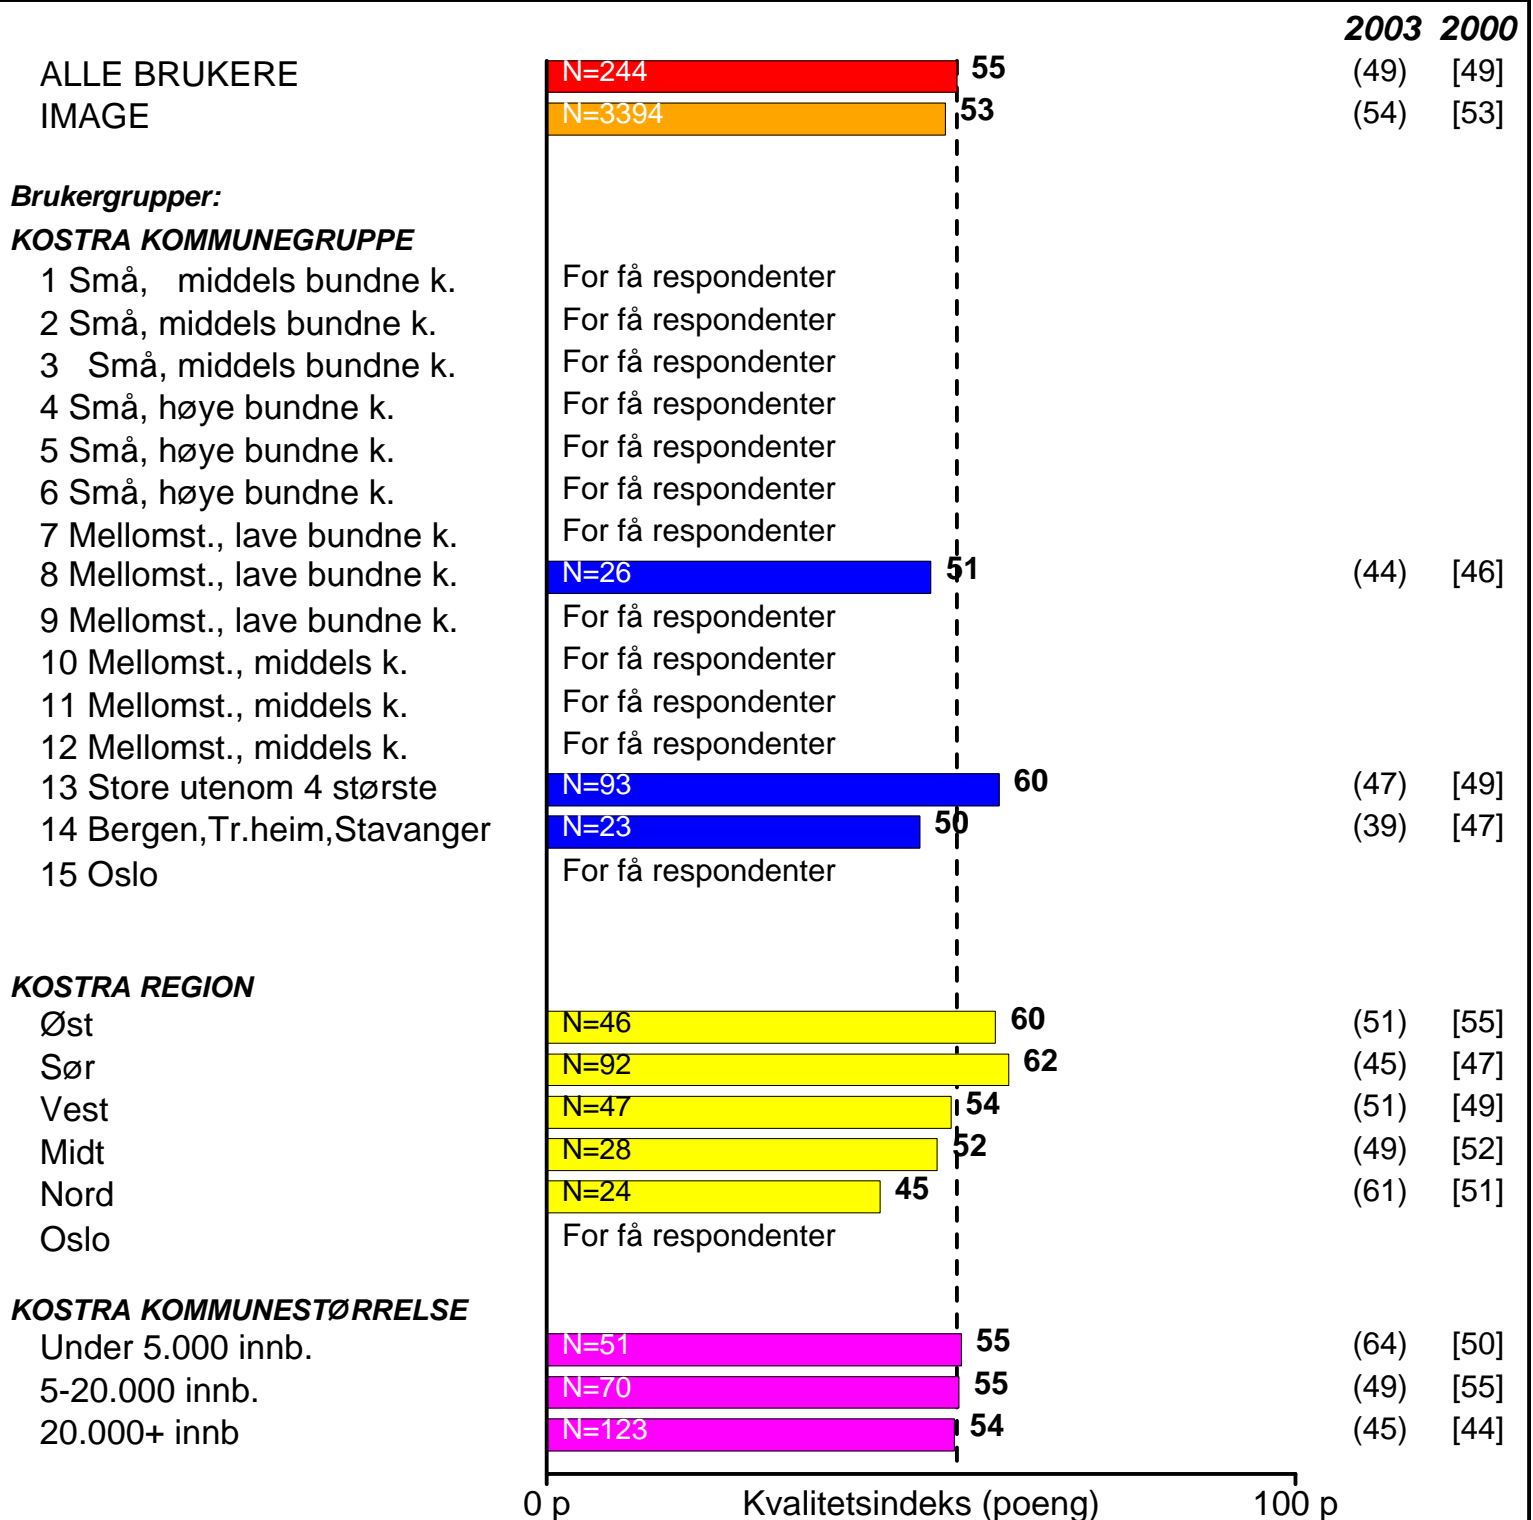 2003 2000
ALLE BRUKERE N=244 55 (49) [49]
IMAGE N=3394 53 (54) [53]
Brukergrupper:
KOSTRA KOMMUNEGRUPPE
1 Små, middels bundne k. For få respondenter
2 Små, middels bundne k. For få respondenter
3 Små, middels bundne k. For få respondenter
4 Små, høye bundne k. For få respondenter
5 Små, høye bundne k. For få respondenter
6 Små, høye bundne k. For få respondenter
7 Mellomst., lave bundne k. For få respondenter
8 Mellomst., lave bundne k. N=26 51 (44) [46]
9 Mellomst., lave bundne k. For få respondenter
10 Mellomst., middels k. For få respondenter
11 Mellomst., middels k. For få respondenter
12 Mellomst., middels k. For få respondenter
13 Store utenom 4 største N=93 60 (47) [49]
14 Bergen,Tr.heim,Stavanger N=23 50 (39) [47]
15 Oslo For få respondenter
KOSTRA REGION
Øst N=46 60 (51) [55]
Sør N=92 62 (45) [47]
Vest N=47 54 (51) [49]
Midt N=28 52 (49) [52]
Nord N=24 45 (61) [51]
Oslo For få respondenter
KOSTRA KOMMUNESTØRRELSE
Under 5.000 innb. N=51 55 (64) [50]
5-20.000 innb. N=70 55 (49) [55]
20.000+ innb N=123 54 (45) [44]
0 p Kvalitetsindeks (poeng) 100 p